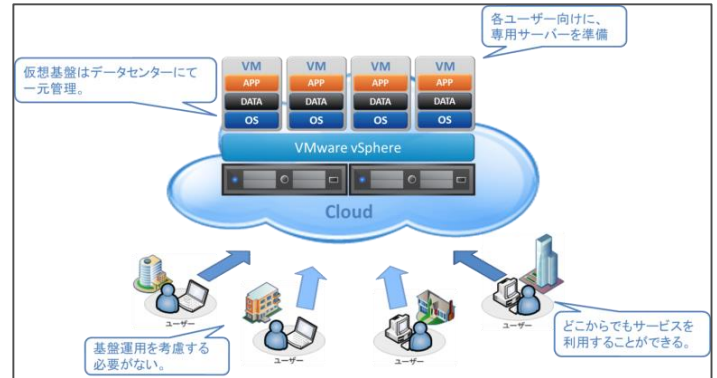 各ユーザー向けに、
専用サーバーを準備
仮想基盤はデータセンターにて
一元管理。
VM VM VM VM
APP APP APP APP
DATA DATA DATA DATA
OS OS OS OS
VMware vSphere
Cloud
ユーザー
ユーザー
ユーザー
ユーザー
基盤運用を考慮する
必要がない。
どこからでもサービスを
利用することができる。